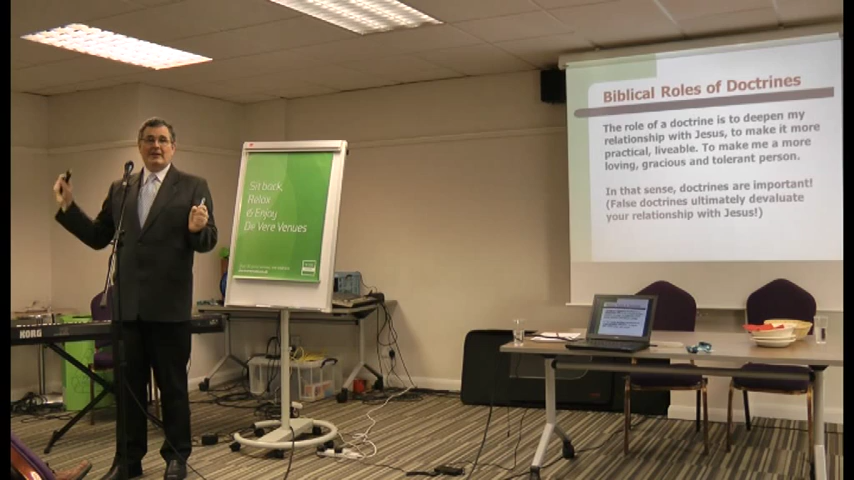 Biblical Roles of Doctrines
The role of a doctrine is to deepen my
relationship with Jesus, to make it more
practical, liveable. To make me a more
loving, gracious and tolerant person.
In that sense, doctrines are important!
(False doctrines ultimately devaluate
your relationship with Jesus!)
Sit back,
Relax
& Enjoy
De Vere Venues
KORG